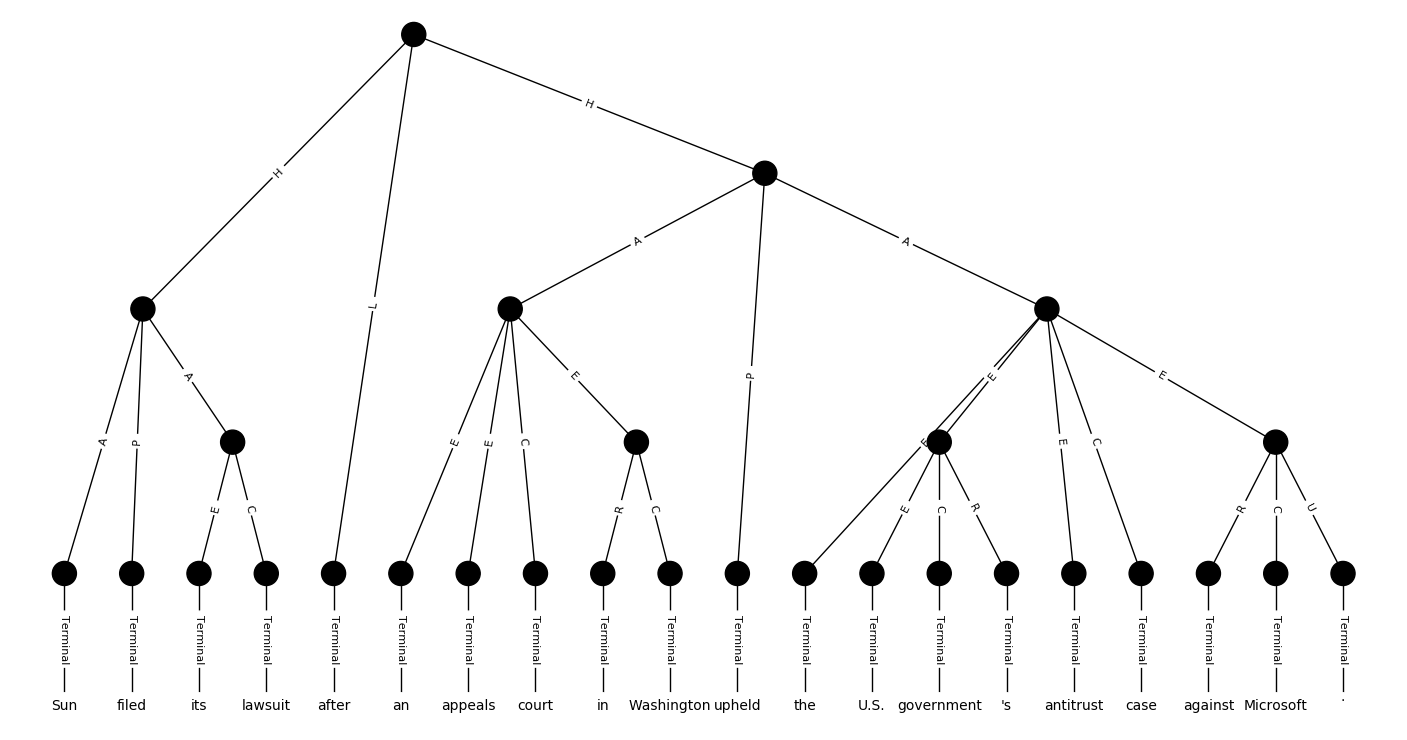 H
H
L
A
A
A
P
A
E
E
C
E
P
E
E
E
C
E
E
C
R
C
E
C
R
R
C
U
Terminal Terminal Terminal Terminal Terminal Terminal Terminal Terminal Terminal Terminal Terminal Terminal Terminal Terminal Terminal Terminal Terminal Terminal Terminal Terminal
Sun filed its lawsuit after an appeals court in Washington upheld the U.S. government 's antitrust case against Microsoft .